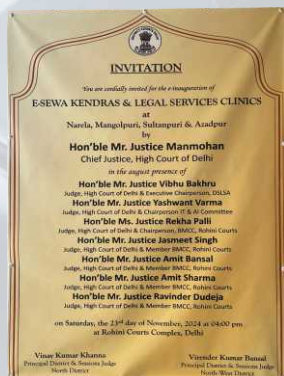 INVITATION
You are cordially invited for the e-inauguration of
E-SEWA KENDRAS & LEGAL SERVICES CLINICS
at
Narela, Mangolpuri, Sultanpuri & Azadpur
by
Hon'ble Mr. Justice Manmohan
Chief Justice, High Court of Delhi
in the august presence of
Hon'ble Mr. Justice Vibhu Bakhru
Judge, High Court of Delhi & Executive Chairperson, DSLSA
Hon'ble Mr. Justice Yashwant Varma
Judge, High Court of Delhi & Chairperson IT & AI Committee
Hon'ble Ms. Justice Rekha Palli
Judge, High Court of Delhi & Chairperson, BMCC, Rohini Courts
Hon'ble Mr. Justice Jasmeet Singh
Judge, High Court of Delhi & Member BMCC, Rohini Courts
Hon'ble Mr. Justice Amit Bansal
Judge, High Court of Delhi & Member BMCC, Rohini Courts
Hon'ble Mr. Justice Amit Sharma
Judge, High Court of Delhi & Member BMCC, Rohini Courts
Hon'ble Mr. Justice Ravinder Dudeja
Judge, High Court of Delhi & Member BMCC, Rohini Courts
on Saturday, the 23rd day of November, 2024 at 04:00 pm
at Rohini Courts Complex, Delhi
Vinay Kumar Khanna
Principal District & Sessions Judge
North District
Virender Kumar Bansal
Principal District & Sessions Judge
North-West District